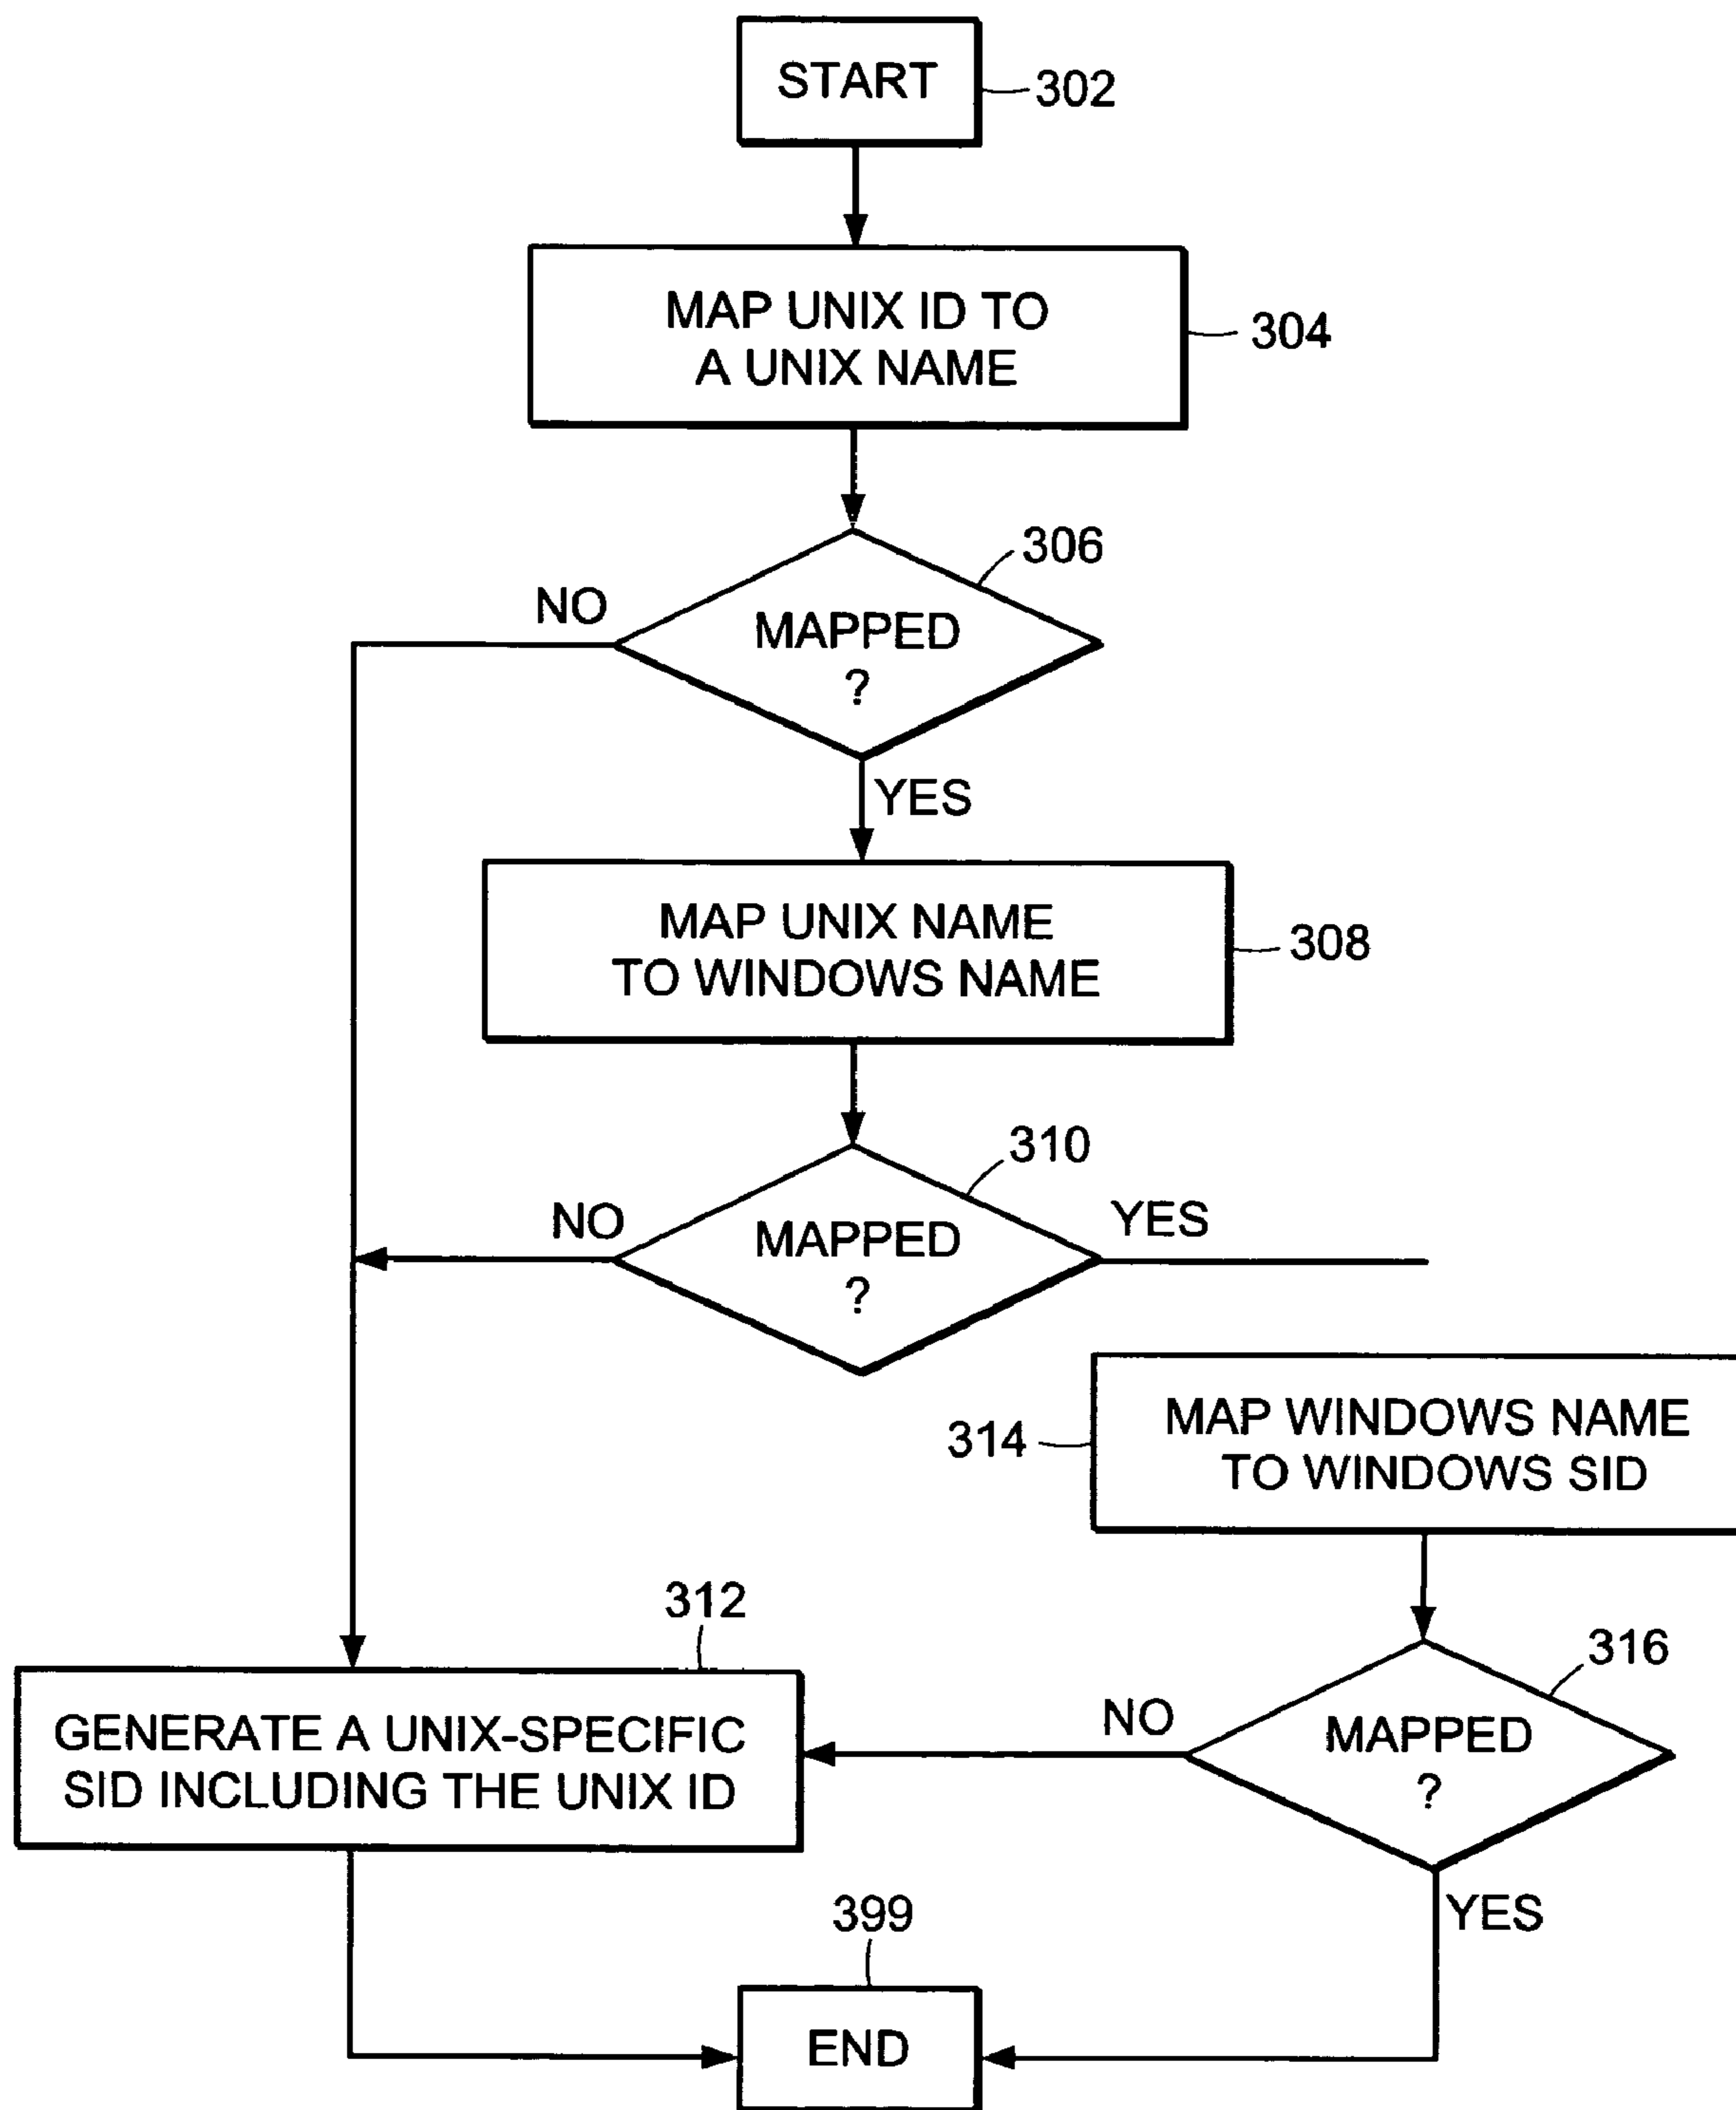 START
302
MAP UNIX ID TO
A UNIX NAME
304
306
NO
MAPPED
?
YES
MAP UNIX NAME
TO WINDOWS NAME
308
310
NO
MAPPED
?
YES
314
MAP WINDOWS NAME
TO WINDOWS SID
312
GENERATE A UNIX-SPECIFIC
SID INCLUDING THE UNIX ID
316
NO
MAPPED
?
YES
399
END